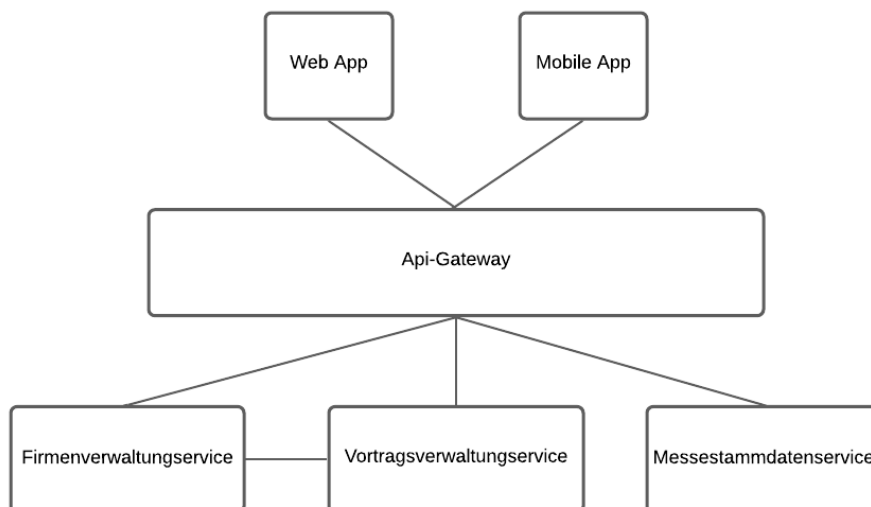 Web App
Mobile App
Api-Gateway
Firmenverwaltungservice
Vortragsverwaltungservice
Messestammdatenservice